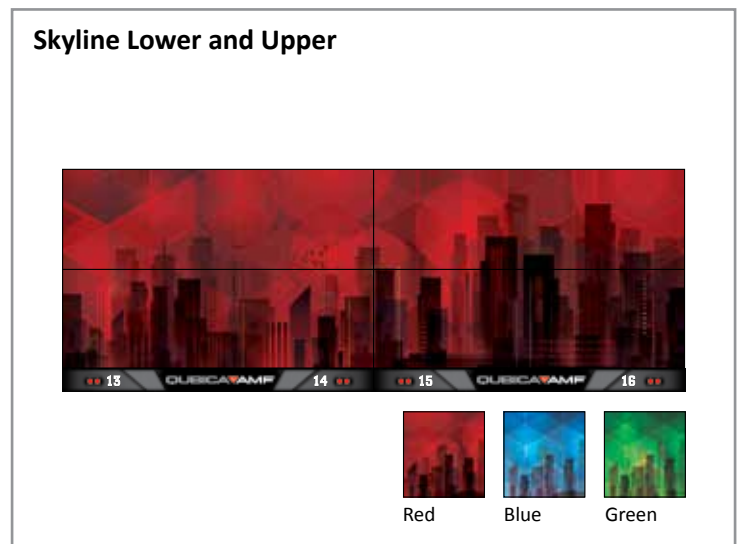 Skyline Lower and Upper
13 QUBICAAMF 14 15 QUBICAAMF 16
Red Blue Green